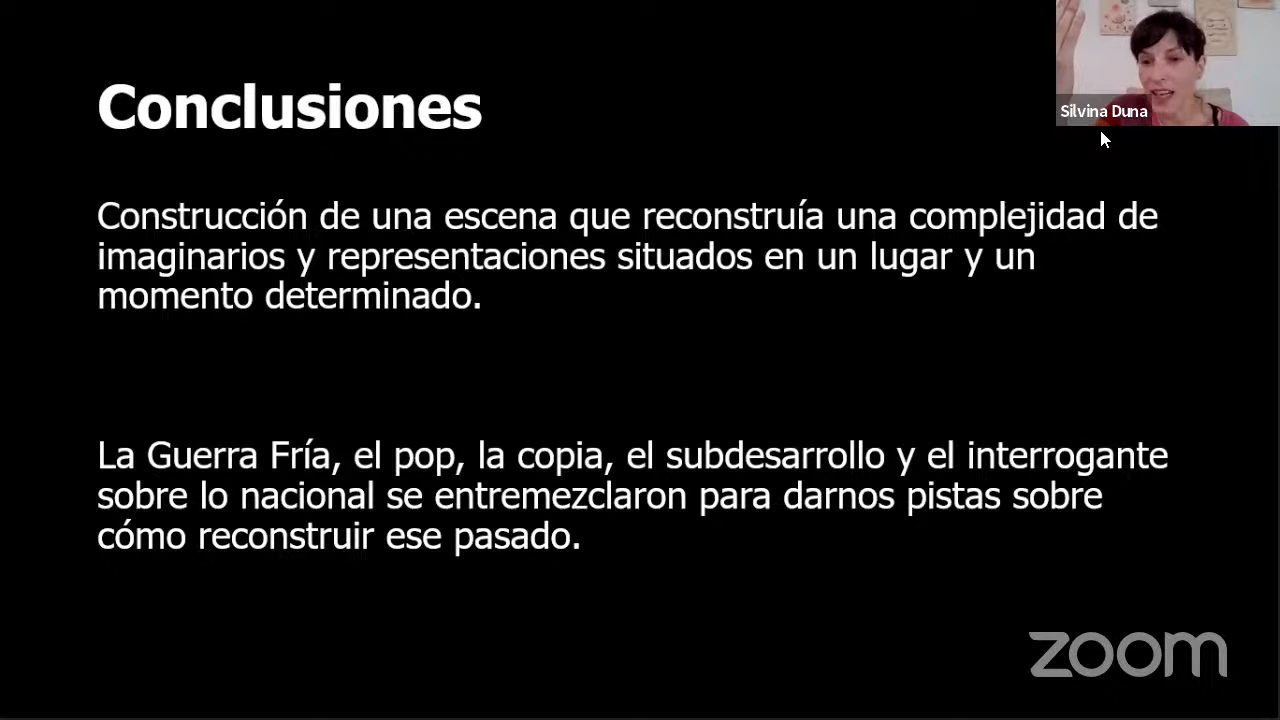 Conclusiones
Silvina Duna
Construcción de una escena que reconstruía una complejidad de
imaginarios y representaciones situados en un lugar y un
momento determinado.
La Guerra Fría, el pop, la copia, el subdesarrollo y el interrogante
sobre lo nacional se entremezclaron para darnos pistas sobre
cómo reconstruir ese pasado.
zoom